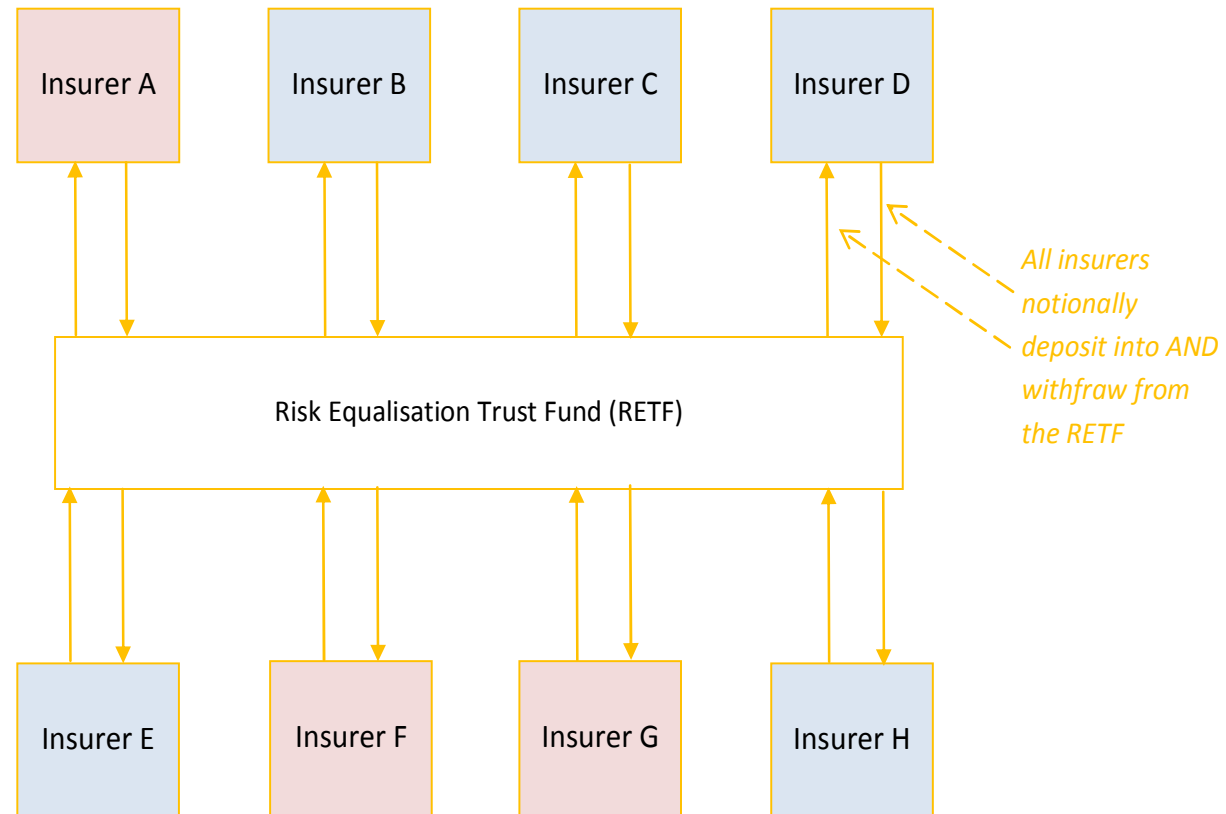 Insurer A
Insurer B
Insurer C
Insurer D
All insurers
notionally
deposit into AND
withfraw from
the RETF
Risk Equalisation Trust Fund (RETF)
Insurer E
Insurer F
Insurer G
Insurer H